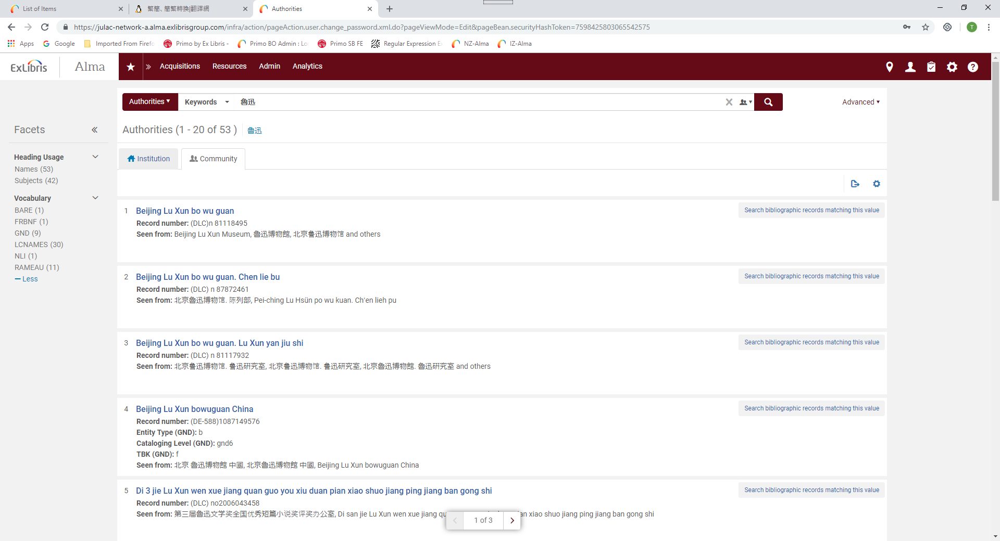 List of Items
繁簡、簡繁轉換|翻譯網
Authorities
https://julac-network-a.alma.exlibrisgroup.com/infra/action/pageAction.user.change_password.xml.do?pageViewMode=Edit&pageBean.securityHashToken=7598425803065542575
T
Apps
Google
Imported From Firefo
Primo by Ex Libris -
Primo BO Admin : Lo
Primo SB FE
Regular Expression E
NZ-Alma
IZ-Alma
ExLibris
Alma
Acquisitions
Resources
Admin
Analytics
Authorities
Keywords
魯迅
Advanced
Facets
Authorities (1 - 20 of 53 )
魯迅
Institution
Community
Heading Usage
Names (53)
Subjects (42)
Vocabulary
BARE (1)
FRBNF (1)
GND (9)
LCNAMES (30)
NLI (1)
RAMEAU (11)
Less
1 Beijing Lu Xun bo wu guan
Search bibliographic records matching this value
Record number: (DLC)n 81118495
Seen from: Beijing Lu Xun Museum, 魯迅博物館, 北京鲁迅博物馆 and others
2 Beijing Lu Xun bo wu guan. Chen lie bu
Search bibliographic records matching this value
Record number: (DLC) n 87872461
Seen from: 北京魯迅博物馆. 陈列部, Pei-ching Lu Hsün po wu kuan. Ch'en lieh pu
3 Beijing Lu Xun bo wu guan. Lu Xun yan jiu shi
Search bibliographic records matching this value
Record number: (DLC) n 81117932
Seen from: 北京鲁迅博物馆. 鲁迅研究室, 北京鲁迅博物馆. 鲁迅研究室, 北京魯迅博物館. 魯迅研究室 and others
4 Beijing Lu Xun bowuguan China
Search bibliographic records matching this value
Record number: (DE-588)1087149576
Entity Type (GND): b
Cataloging Level (GND): gnd6
TBK (GND): f
Seen from: 北京 魯迅博物館 中國, 北京魯迅博物館 中國, Beijing Lu Xun bowuguan China
5 Di 3 jie Lu Xun wen xue jiang quan guo you xiu duan pian xiao shuo jiang ping jiang ban gong shi
Search bibliographic records matching this value
Record number: (DLC) no2006043458
Seen from: 第三届魯迅文学奖全国优秀短篇小说奖评奖办公室, Di san jie Lu Xun wen xue jiang xiao shuo jiang ping jiang ban gong shi
1 of 3